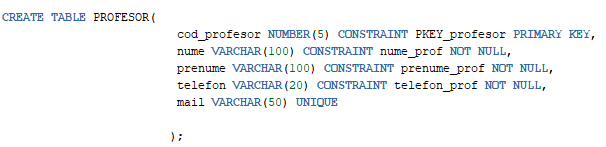 CREATE TABLE PROFESOR(
cod_profesor NUMBER(5) CONSTRAINT PKEY_profesor PRIMARY KEY,
nume VARCHAR(100) CONSTRAINT nume_prof NOT NULL,
prenume VARCHAR(100) CONSTRAINT prenume_prof NOT NULL,
telefon VARCHAR(20) CONSTRAINT telefon_prof NOT NULL,
mail VARCHAR(50) UNIQUE
);